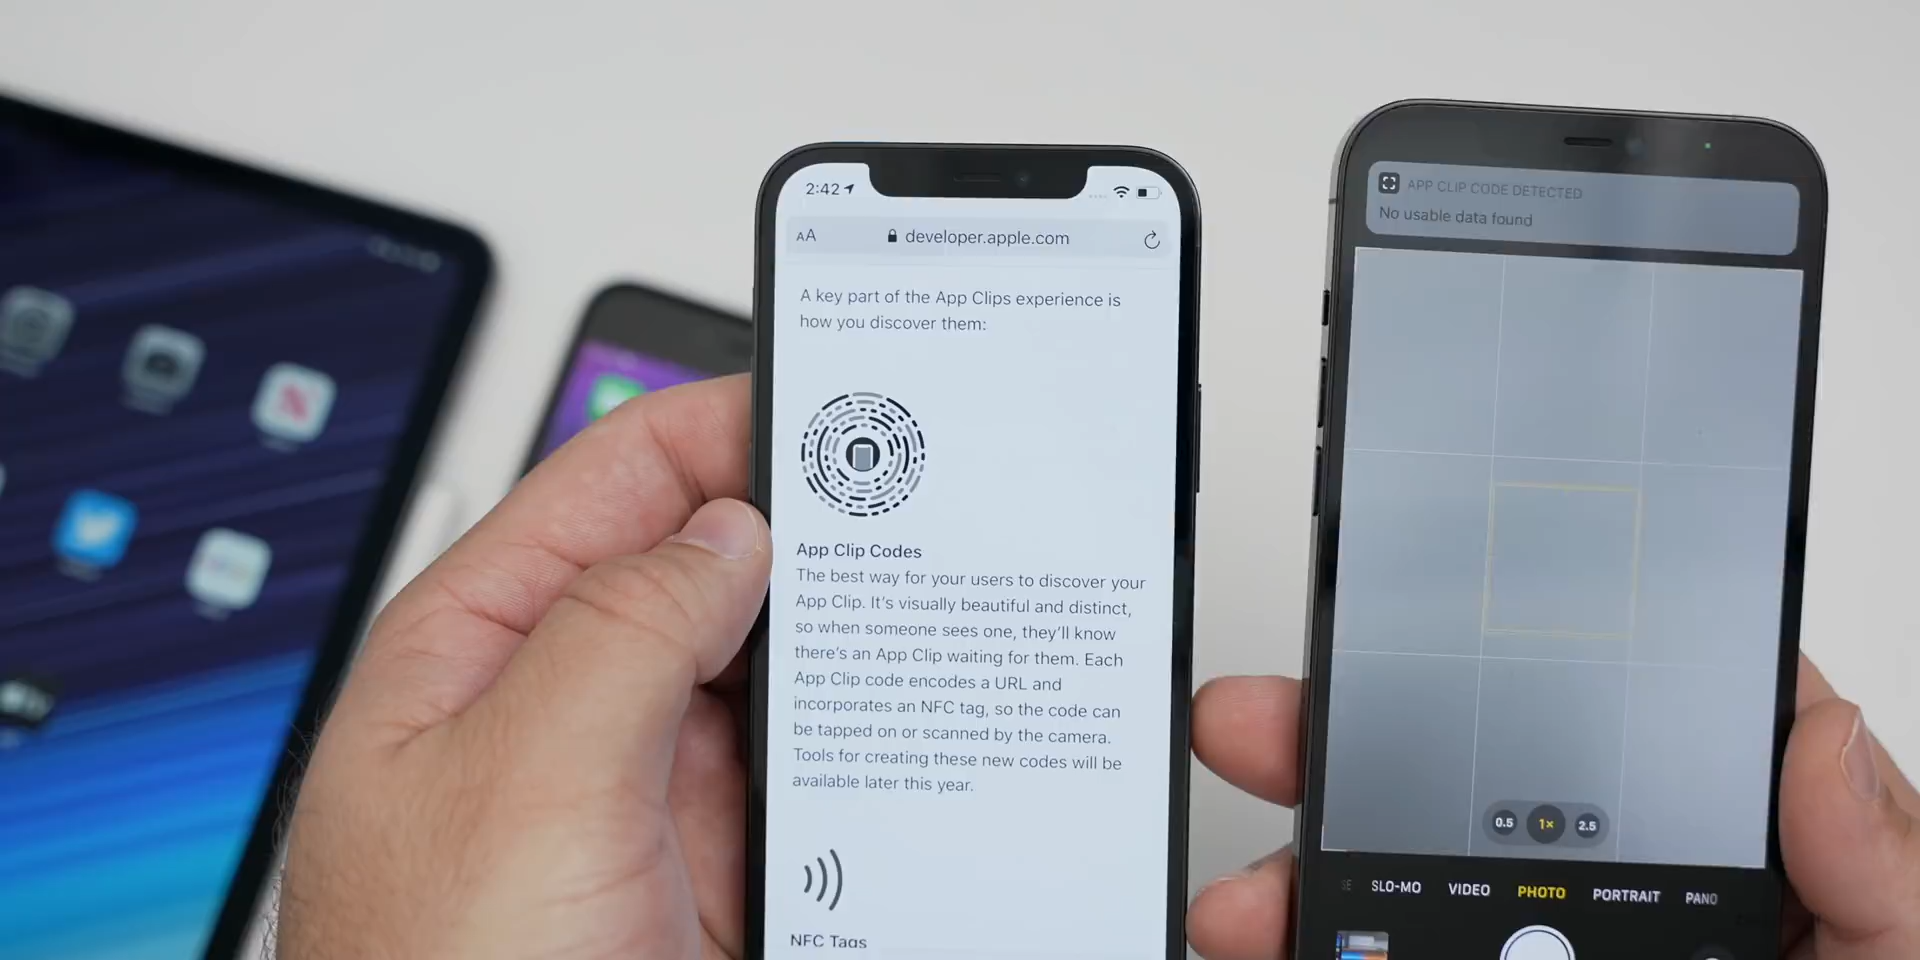 2:42
AA developer.apple.com
A key part of the App Clips experience is
how you discover them:
App Clip Codes
The best way for your users to discover your
App Clip. It's visually beautiful and distinct,
so when someone sees one, they'll know
there's an App Clip waiting for them. Each
App Clip code encodes a URL and
incorporates an NFC tag, so the code can
be tapped on or scanned by the camera.
Tools for creating these new codes will be
available later this year.
NFC Tags
APP CLIP CODE DETECTED
No usable data found
0.5 1× 2.5
SLO-MO VIDEO PHOTO PORTRAIT PANO